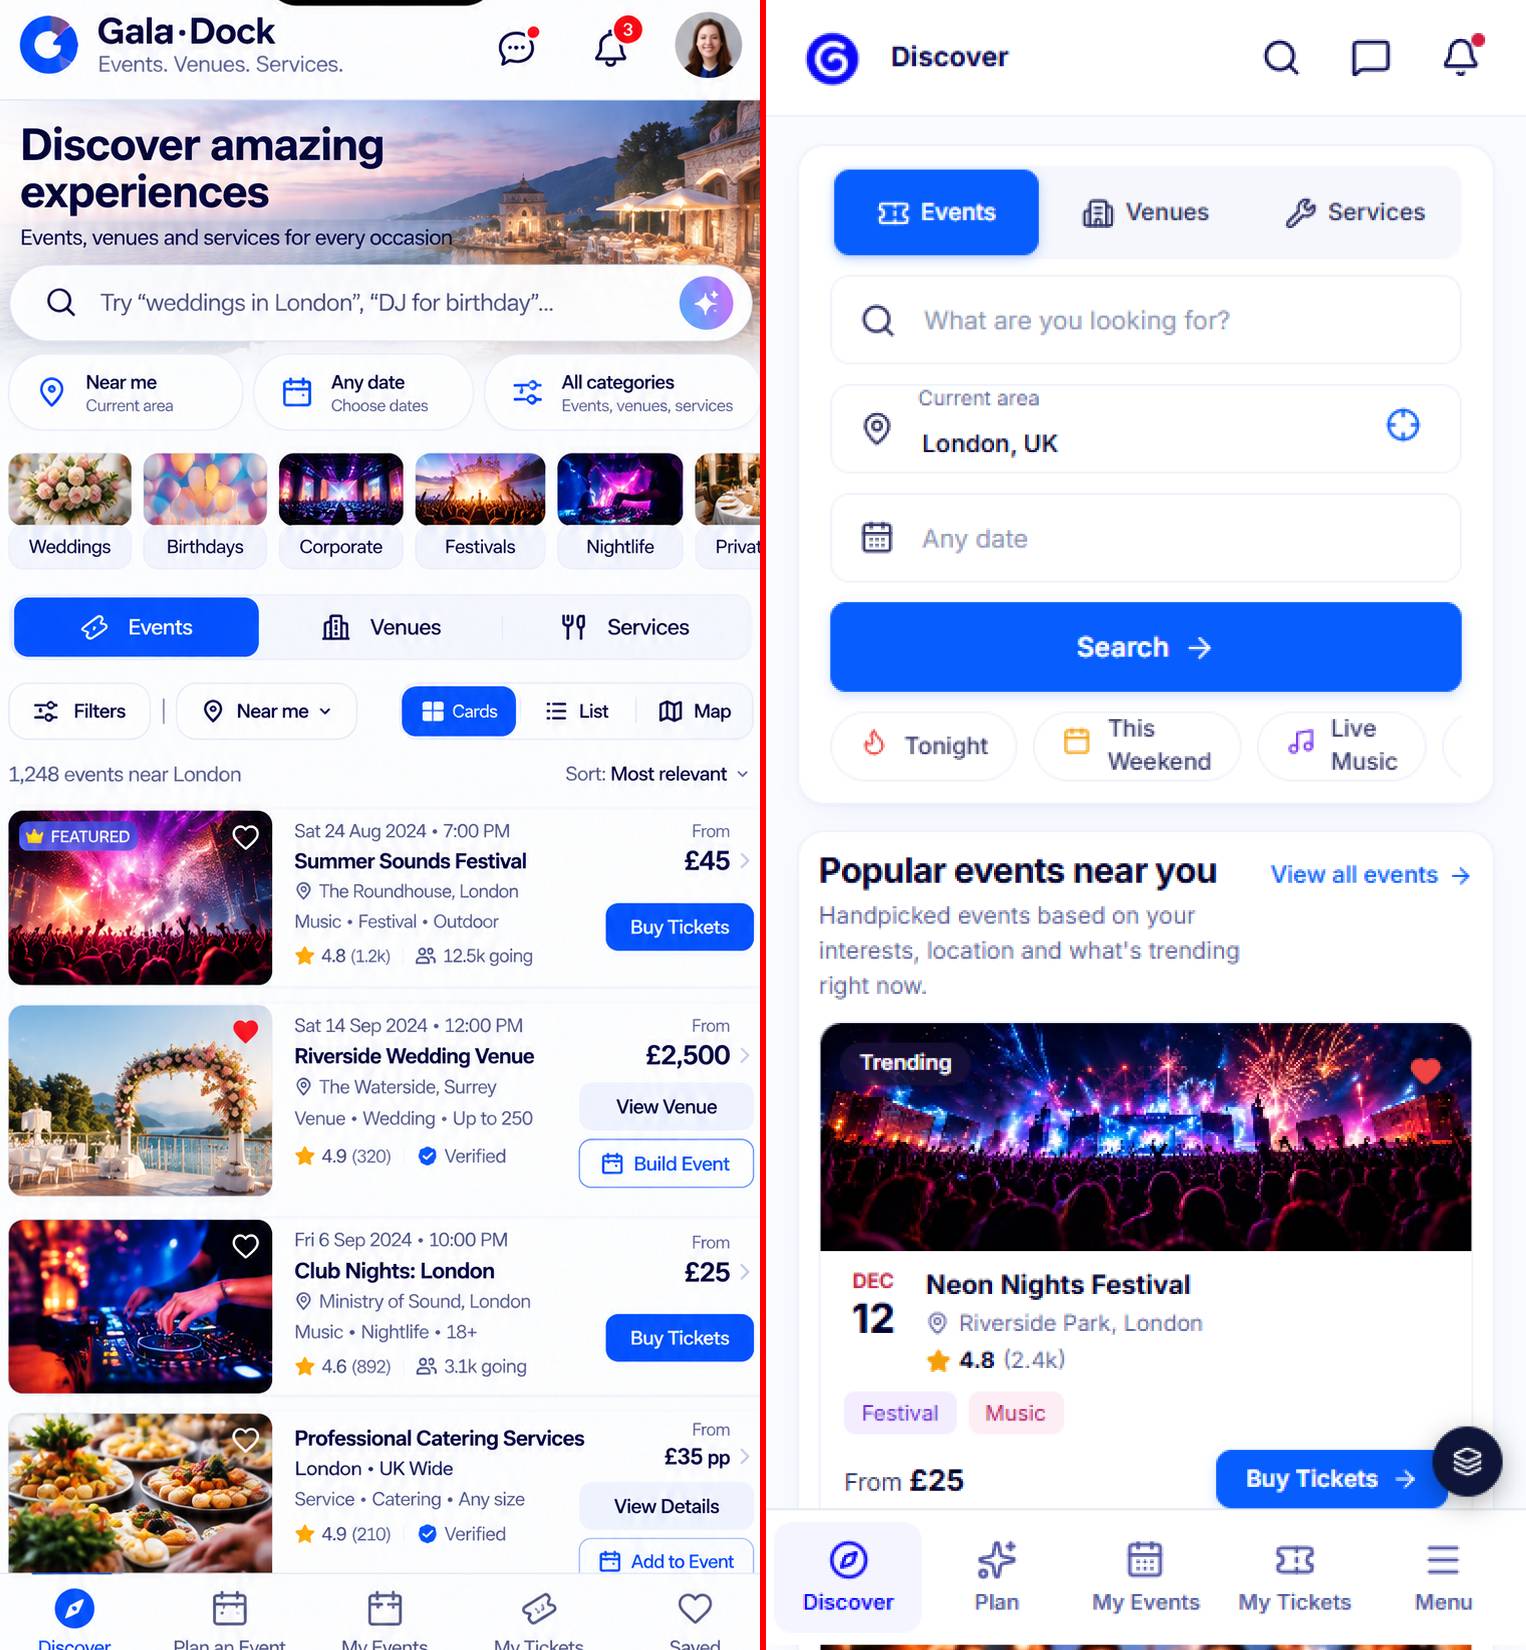 Gala·Dock
Events. Venues. Services.
3
Discover amazing
experiences
Events, venues and services for every occasion
Try “weddings in London”, “DJ for birthday”...
Near me
Current area
Any date
Choose dates
All categories
Events, venues, services
Weddings
Birthdays
Corporate
Festivals
Nightlife
Privat
Events
Venues
Services
Filters
Near me
Cards
List
Map
1,248 events near London
Sort: Most relevant
FEATURED
Sat 24 Aug 2024 • 7:00 PM
Summer Sounds Festival
The Roundhouse, London
Music • Festival • Outdoor
4.8 (1.2k)
12.5k going
From
£45
Buy Tickets
Sat 14 Sep 2024 • 12:00 PM
Riverside Wedding Venue
The Waterside, Surrey
Venue • Wedding • Up to 250
4.9 (320)
Verified
From
£2,500
View Venue
Build Event
Fri 6 Sep 2024 • 10:00 PM
Club Nights: London
Ministry of Sound, London
Music • Nightlife • 18+
4.6 (892)
3.1k going
From
£25
Buy Tickets
Professional Catering Services
London • UK Wide
Service • Catering • Any size
4.9 (210)
Verified
From
£35 pp
View Details
Add to Event
Discover
Plan an Event
My Events
My Tickets
Saved
Discover
Events
Venues
Services
What are you looking for?
Current area
London, UK
Any date
Search
Tonight
This
Weekend
Live
Music
Popular events near you
View all events
Handpicked events based on your
interests, location and what's trending
right now.
Trending
DEC
12
Neon Nights Festival
Riverside Park, London
4.8 (2.4k)
Festival
Music
From £25
Buy Tickets
Discover
Plan
My Events
My Tickets
Menu